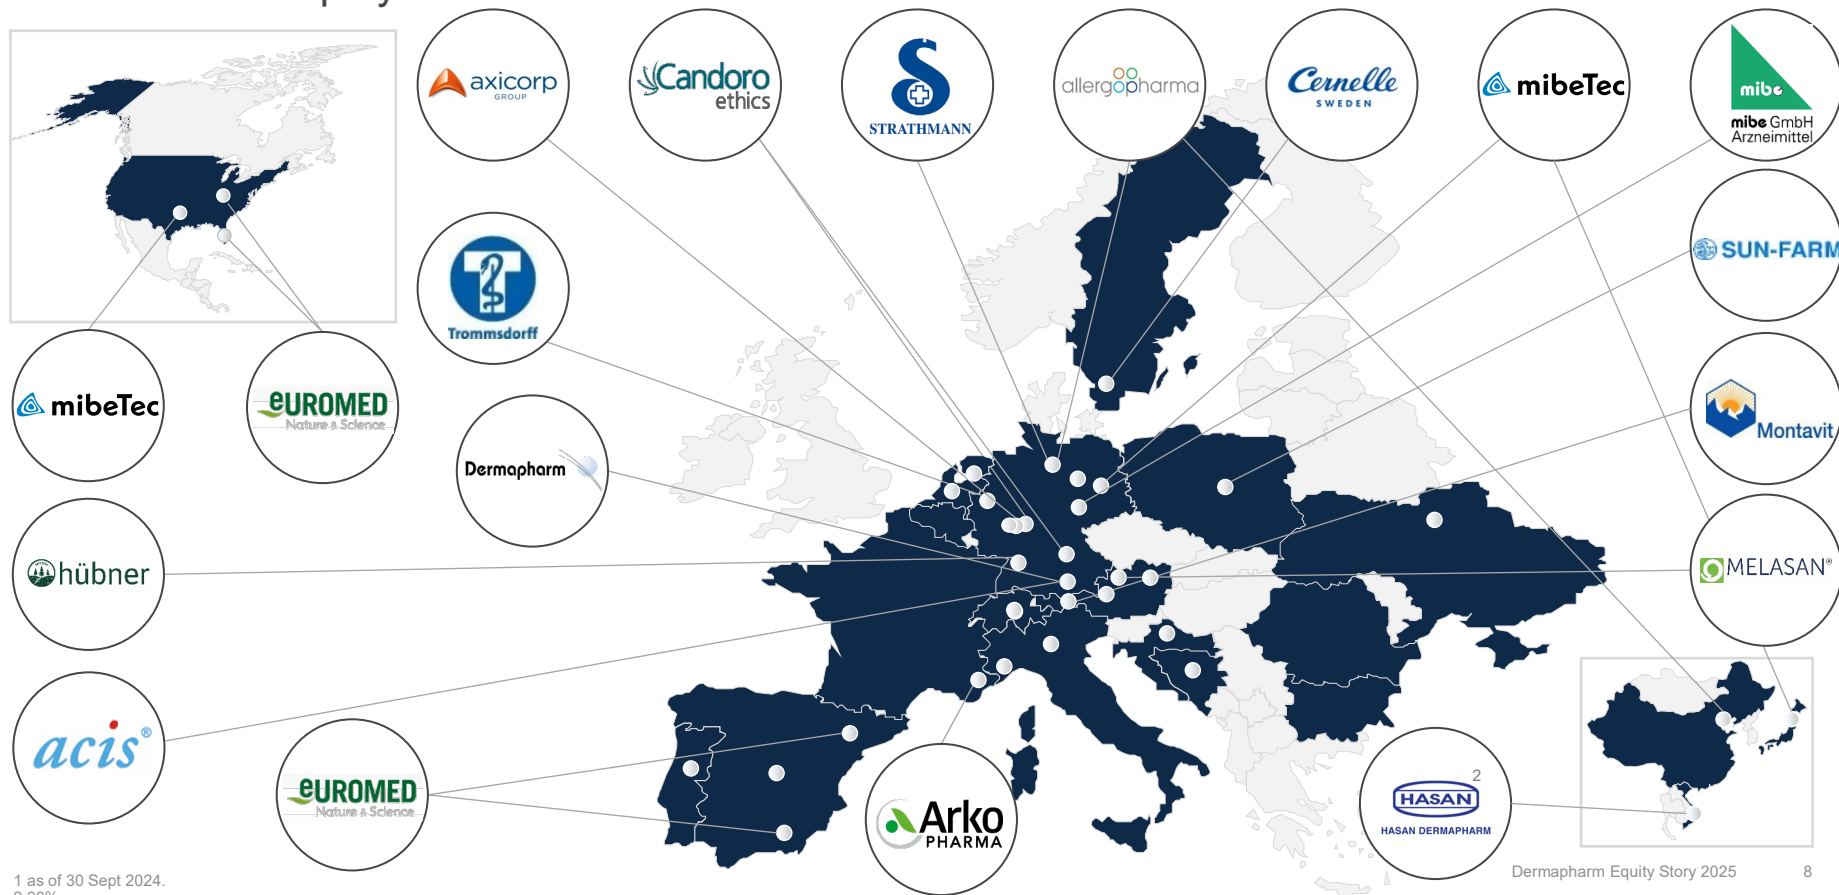 axicorp
GROUP
Candoro
ethics
STRATHMANN
allergopharma
Cernelle
SWEDEN
mibeTec
mibe
mibe GmbH
Arzneimittel
Trommsdorff
SUN-FARM
mibeTec
EUROMED
Nature & Science
Dermapharm
Montavit
hübner
MELASAN®
acis®
EUROMED
Nature & Science
Arko
PHARMA
2
HASAN
HASAN DERMAPHARM
1 as of 30 Sept 2024.
Dermapharm Equity Story 2025
8